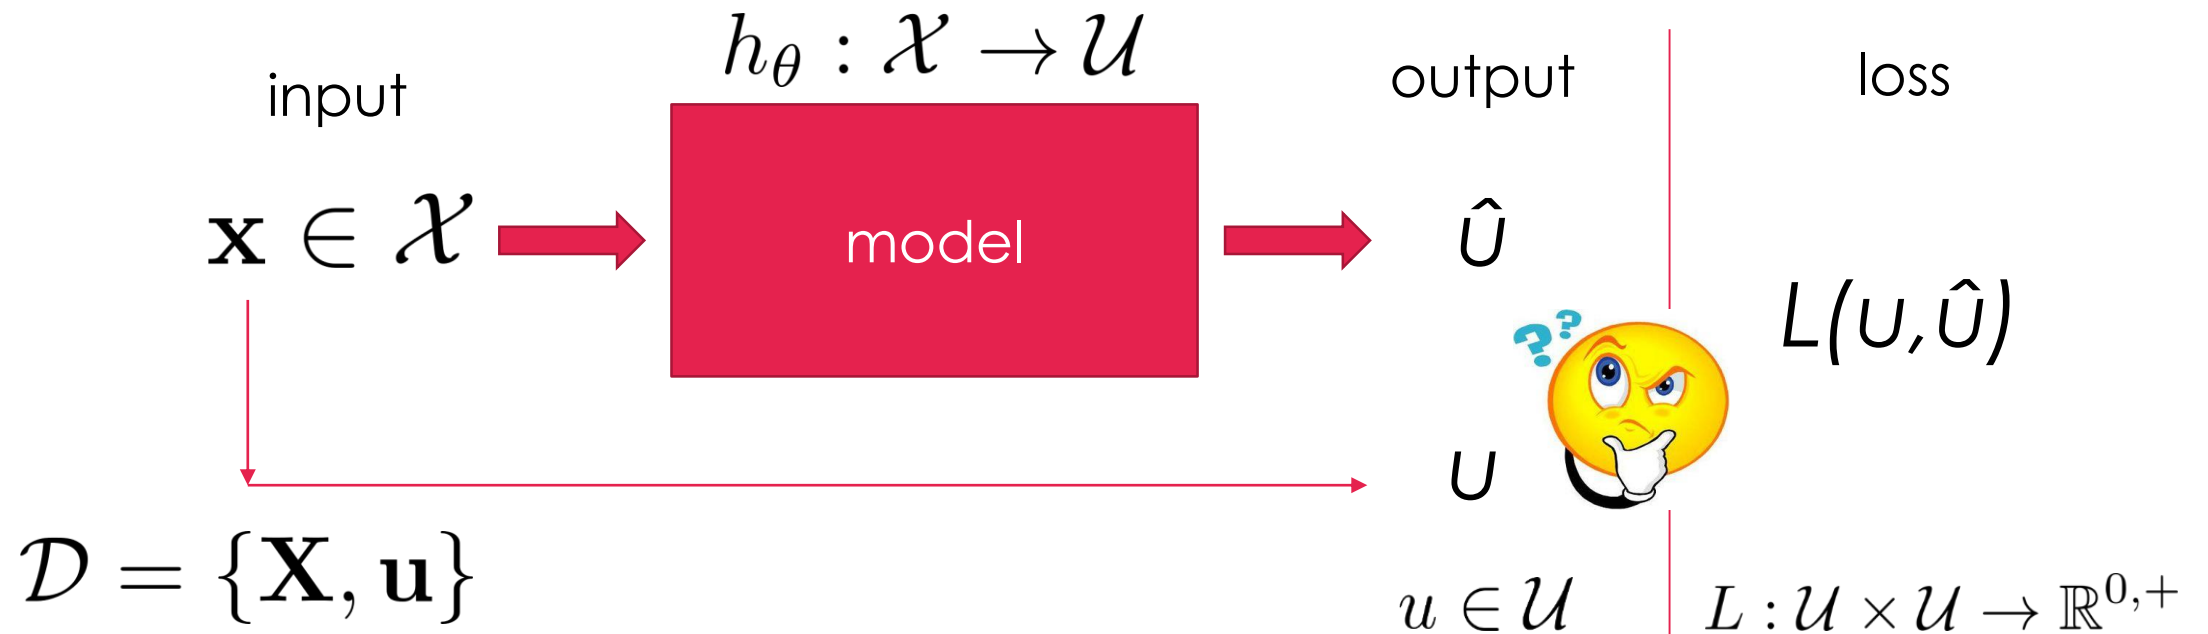 input
h_θ : 𝒳 → 𝒰
output
loss
𝐱 ∈ 𝒳
model
û
??
L(u,û)
u
𝒟 = {𝐗, 𝐮}
u ∈ 𝒰
L : 𝒰 × 𝒰 → ℝ^{0,+}